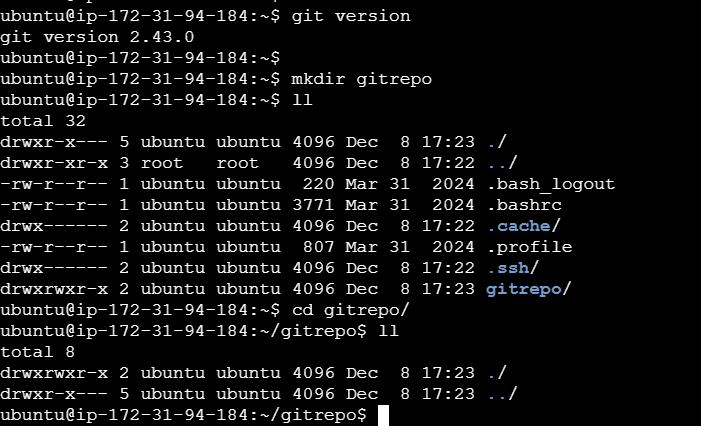 ubuntu@ip-172-31-94-184:~$ git version
git version 2.43.0
ubuntu@ip-172-31-94-184:~$
ubuntu@ip-172-31-94-184:~$ mkdir gitrepo
ubuntu@ip-172-31-94-184:~$ ll
total 32
drwxr-x--- 5 ubuntu ubuntu 4096 Dec  8 17:23 ./
drwxr-xr-x 3 root   root   4096 Dec  8 17:22 ../
-rw-r--r-- 1 ubuntu ubuntu  220 Mar 31  2024 .bash_logout
-rw-r--r-- 1 ubuntu ubuntu 3771 Mar 31  2024 .bashrc
drwx------ 2 ubuntu ubuntu 4096 Dec  8 17:22 .cache/
-rw-r--r-- 1 ubuntu ubuntu  807 Mar 31  2024 .profile
drwx------ 2 ubuntu ubuntu 4096 Dec  8 17:22 .ssh/
drwxrwxr-x 2 ubuntu ubuntu 4096 Dec  8 17:23 gitrepo/
ubuntu@ip-172-31-94-184:~$ cd gitrepo/
ubuntu@ip-172-31-94-184:~/gitrepo$ ll
total 8
drwxrwxr-x 2 ubuntu ubuntu 4096 Dec  8 17:23 ./
drwxr-x--- 5 ubuntu ubuntu 4096 Dec  8 17:23 ../
ubuntu@ip-172-31-94-184:~/gitrepo$